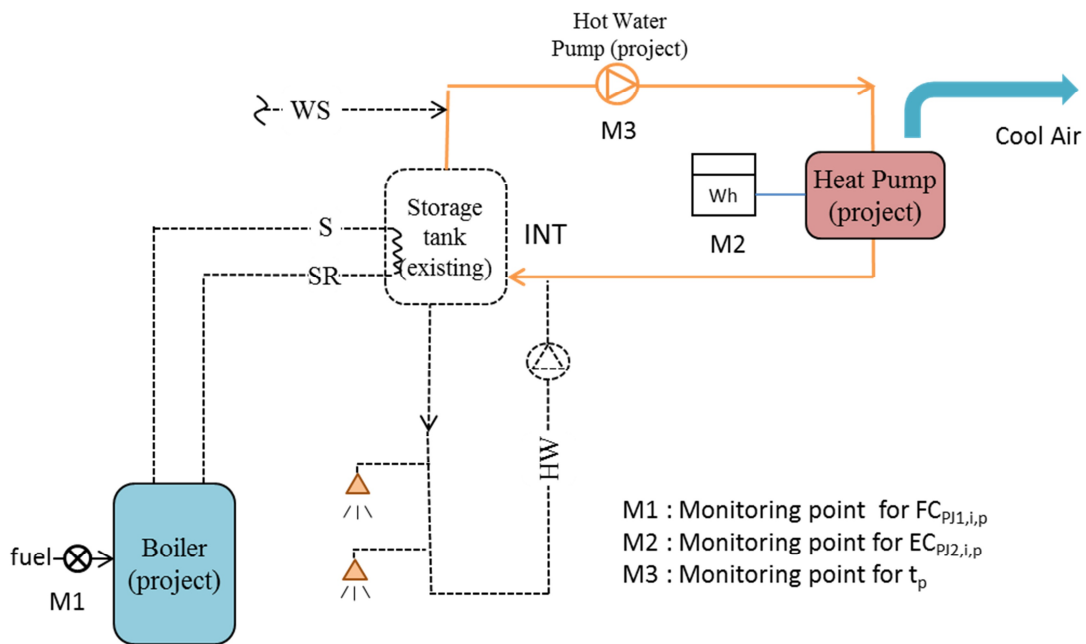 Hot Water
Pump (project)
WS
M3
Cool Air
Heat Pump
(project)
Wh
M2
Storage
tank
(existing)
INT
S
SR
HW
Boiler
(project)
fuel
M1
M1 : Monitoring point for FC_PJ1,i,p
M2 : Monitoring point for EC_PJ2,i,p
M3 : Monitoring point for t_p